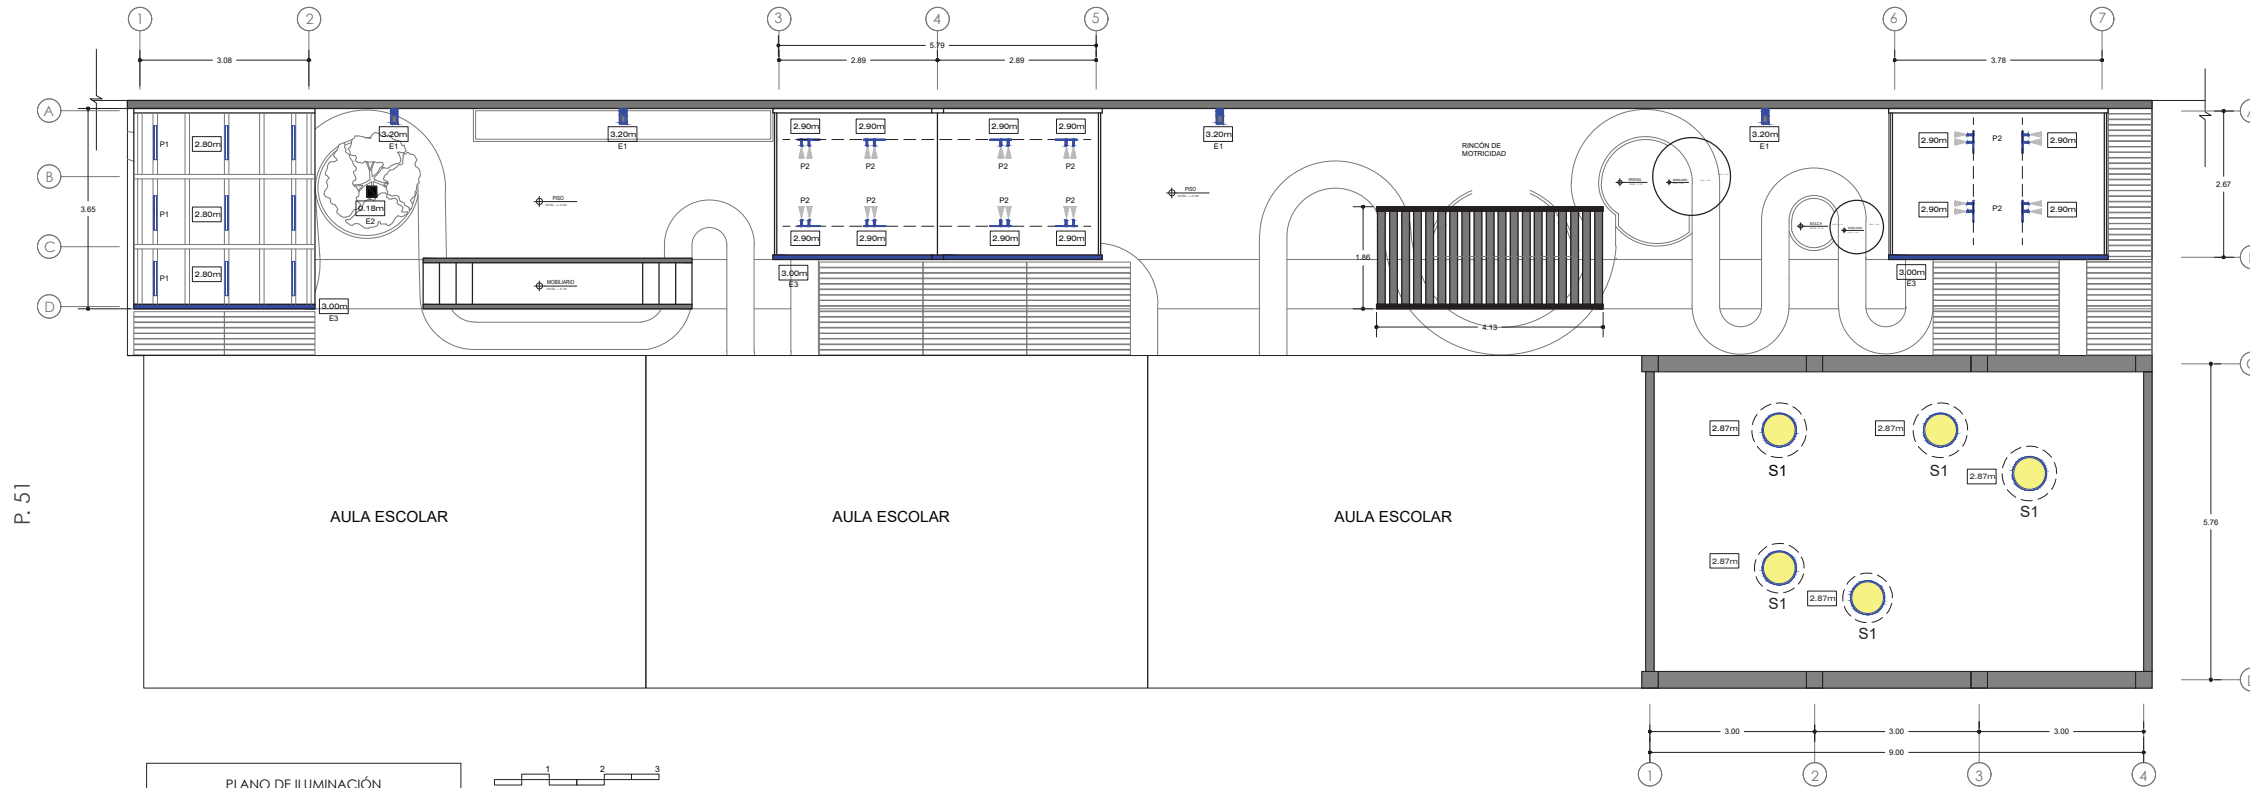 1 2 3 4 5 6 7
5.79
3.08 2.89 2.89 3.78
A
3.20m 3.20m 3.20m 3.20m
E1 E1 E1 E1
2.90m 2.90m 2.90m 2.90m
P2 P2 P2 P2
P1 2.80m
RINCÓN DE
MOTRICIDAD
2.90m P2 2.90m
B
0.18m
E2
PISO
PISO
ARENAL
3.65
2.67
P2 P2 P2 P2
2.90m 2.90m 2.90m 2.90m
P1 2.80m
2.90m P2 2.90m
C
1.86
P1 2.80m
3.00m
E3
MOBILIARIO
3.00m
E3
D
3.00m
E3
4.13
2.87m 2.87m
S1 S1
2.87m
S1
P. 51
AULA ESCOLAR AULA ESCOLAR AULA ESCOLAR
5.76
2.87m
S1
2.87m
S1
3.00 3.00 3.00
9.00
1 2 3 4
PLANO DE ILUMINACIÓN
1 2 3